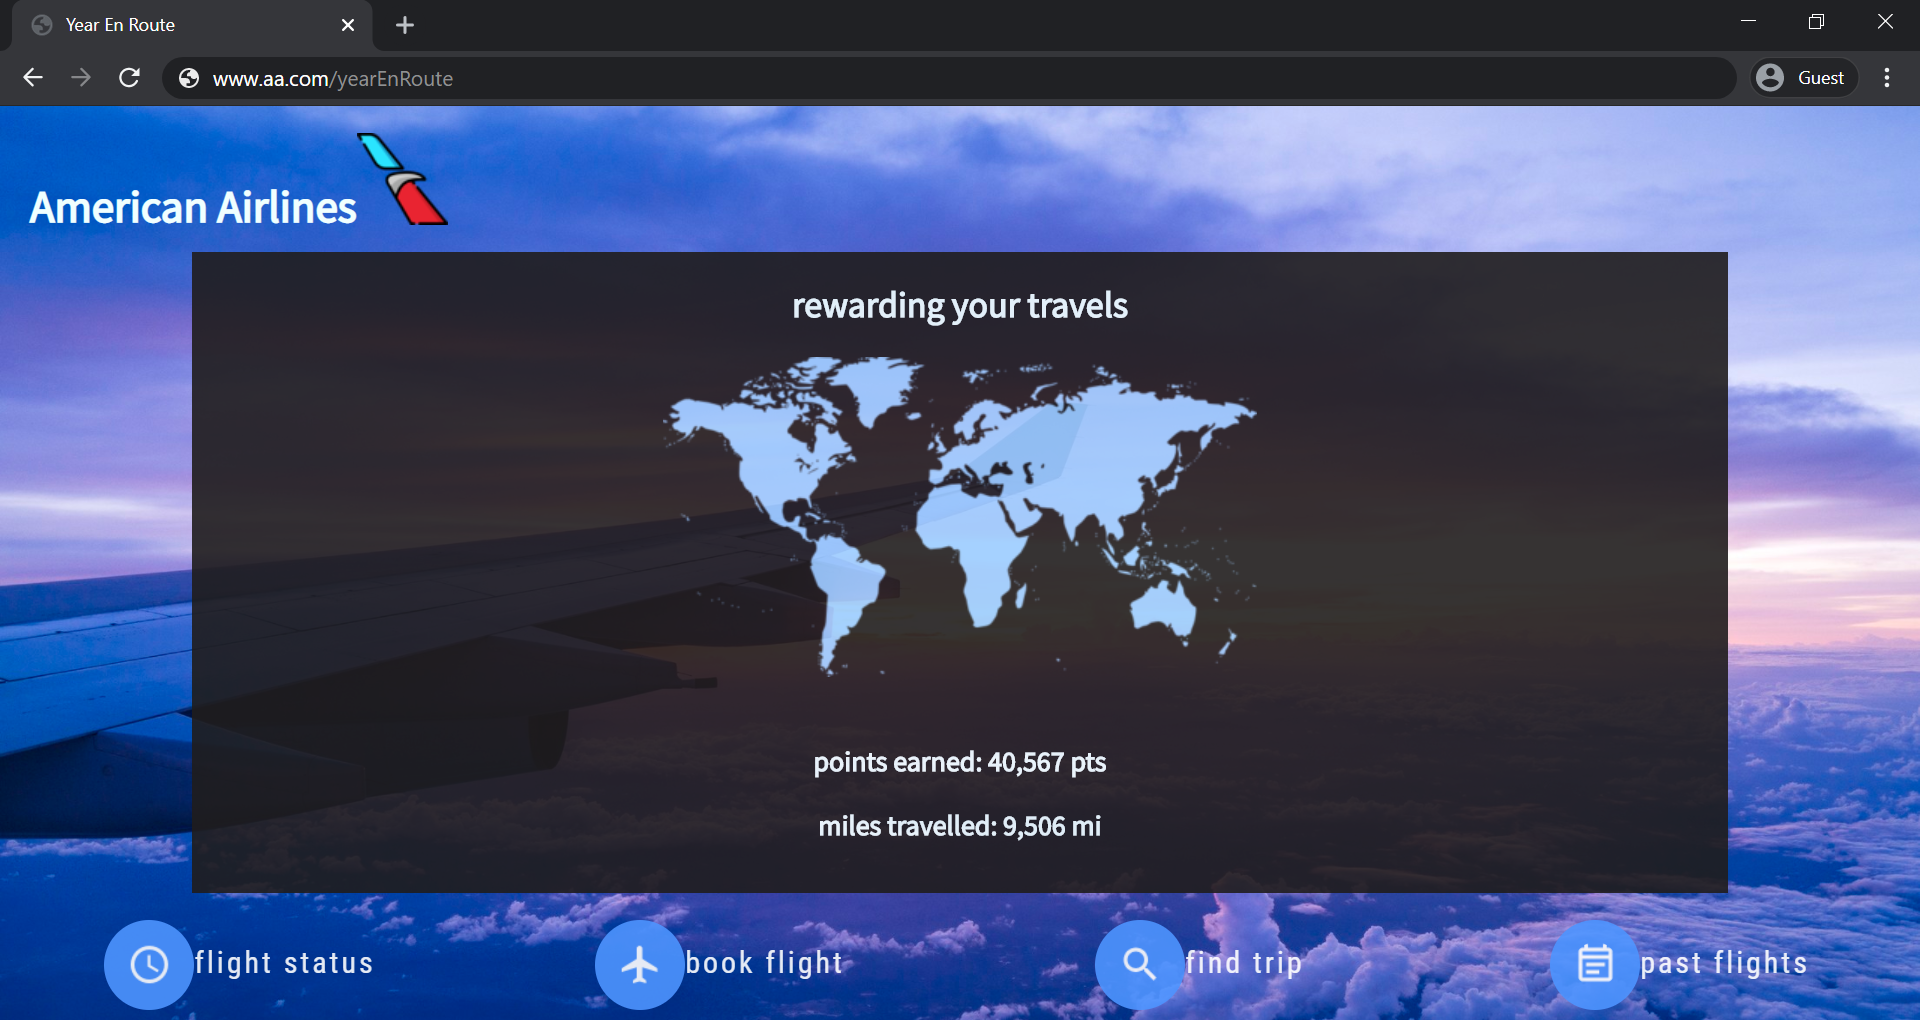 Year En Route
www.aa.com/yearEnRoute
Guest
American Airlines
rewarding your travels
points earned: 40,567 pts
miles travelled: 9,506 mi
flight status
book flight
find trip
past flights